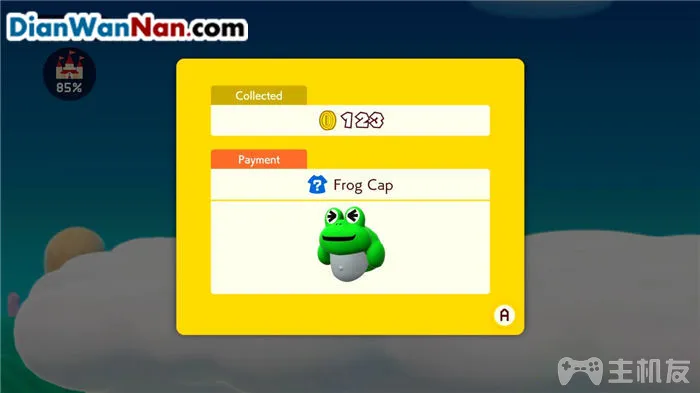 DianWanNan.com
85%
Collected
123
Payment
? Frog Cap
A
主机友